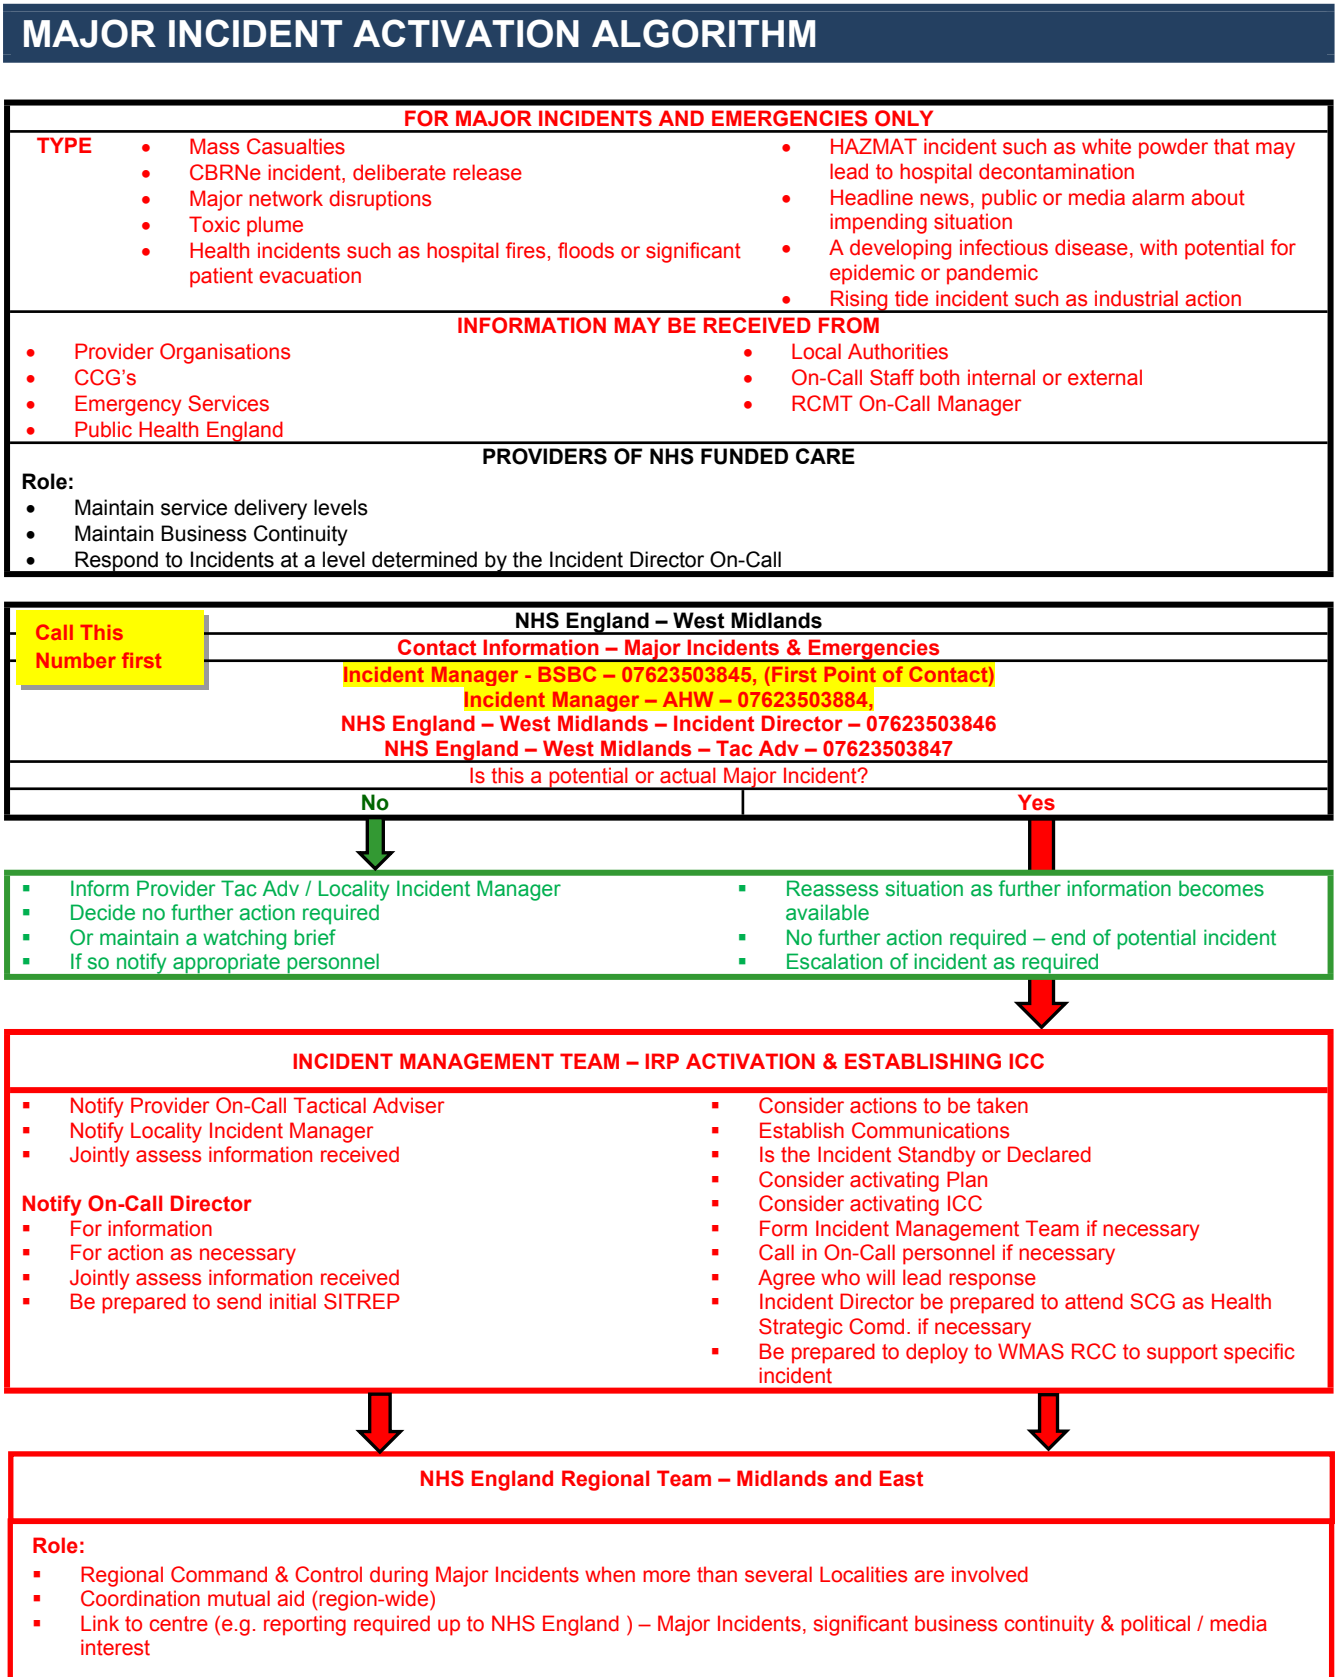 MAJOR INCIDENT ACTIVATION ALGORITHM
FOR MAJOR INCIDENTS AND EMERGENCIES ONLY
TYPE
• Mass Casualties
• CBRNe incident, deliberate release
• Major network disruptions
• Toxic plume
• Health incidents such as hospital fires, floods or significant
patient evacuation
• HAZMAT incident such as white powder that may
lead to hospital decontamination
• Headline news, public or media alarm about
impending situation
• A developing infectious disease, with potential for
epidemic or pandemic
• Rising tide incident such as industrial action
INFORMATION MAY BE RECEIVED FROM
• Provider Organisations
• CCG's
• Emergency Services
• Public Health England
• Local Authorities
• On-Call Staff both internal or external
• RCMT On-Call Manager
PROVIDERS OF NHS FUNDED CARE
Role:
• Maintain service delivery levels
• Maintain Business Continuity
• Respond to Incidents at a level determined by the Incident Director On-Call
Call This
Number first
NHS England – West Midlands
Contact Information – Major Incidents & Emergencies
Incident Manager - BSBC – 07623503845, (First Point of Contact)
Incident Manager – AHW – 07623503884,
NHS England – West Midlands – Incident Director – 07623503846
NHS England – West Midlands – Tac Adv – 07623503847
Is this a potential or actual Major Incident?
No
Yes
▪ Inform Provider Tac Adv / Locality Incident Manager
▪ Decide no further action required
▪ Or maintain a watching brief
▪ If so notify appropriate personnel
▪ Reassess situation as further information becomes
available
▪ No further action required – end of potential incident
▪ Escalation of incident as required
INCIDENT MANAGEMENT TEAM – IRP ACTIVATION & ESTABLISHING ICC
▪ Notify Provider On-Call Tactical Adviser
▪ Notify Locality Incident Manager
▪ Jointly assess information received
Notify On-Call Director
▪ For information
▪ For action as necessary
▪ Jointly assess information received
▪ Be prepared to send initial SITREP
▪ Consider actions to be taken
▪ Establish Communications
▪ Is the Incident Standby or Declared
▪ Consider activating Plan
▪ Consider activating ICC
▪ Form Incident Management Team if necessary
▪ Call in On-Call personnel if necessary
▪ Agree who will lead response
▪ Incident Director be prepared to attend SCG as Health
Strategic Comd. if necessary
▪ Be prepared to deploy to WMAS RCC to support specific
incident
NHS England Regional Team – Midlands and East
Role:
▪ Regional Command & Control during Major Incidents when more than several Localities are involved
▪ Coordination mutual aid (region-wide)
▪ Link to centre (e.g. reporting required up to NHS England ) – Major Incidents, significant business continuity & political / media
interest